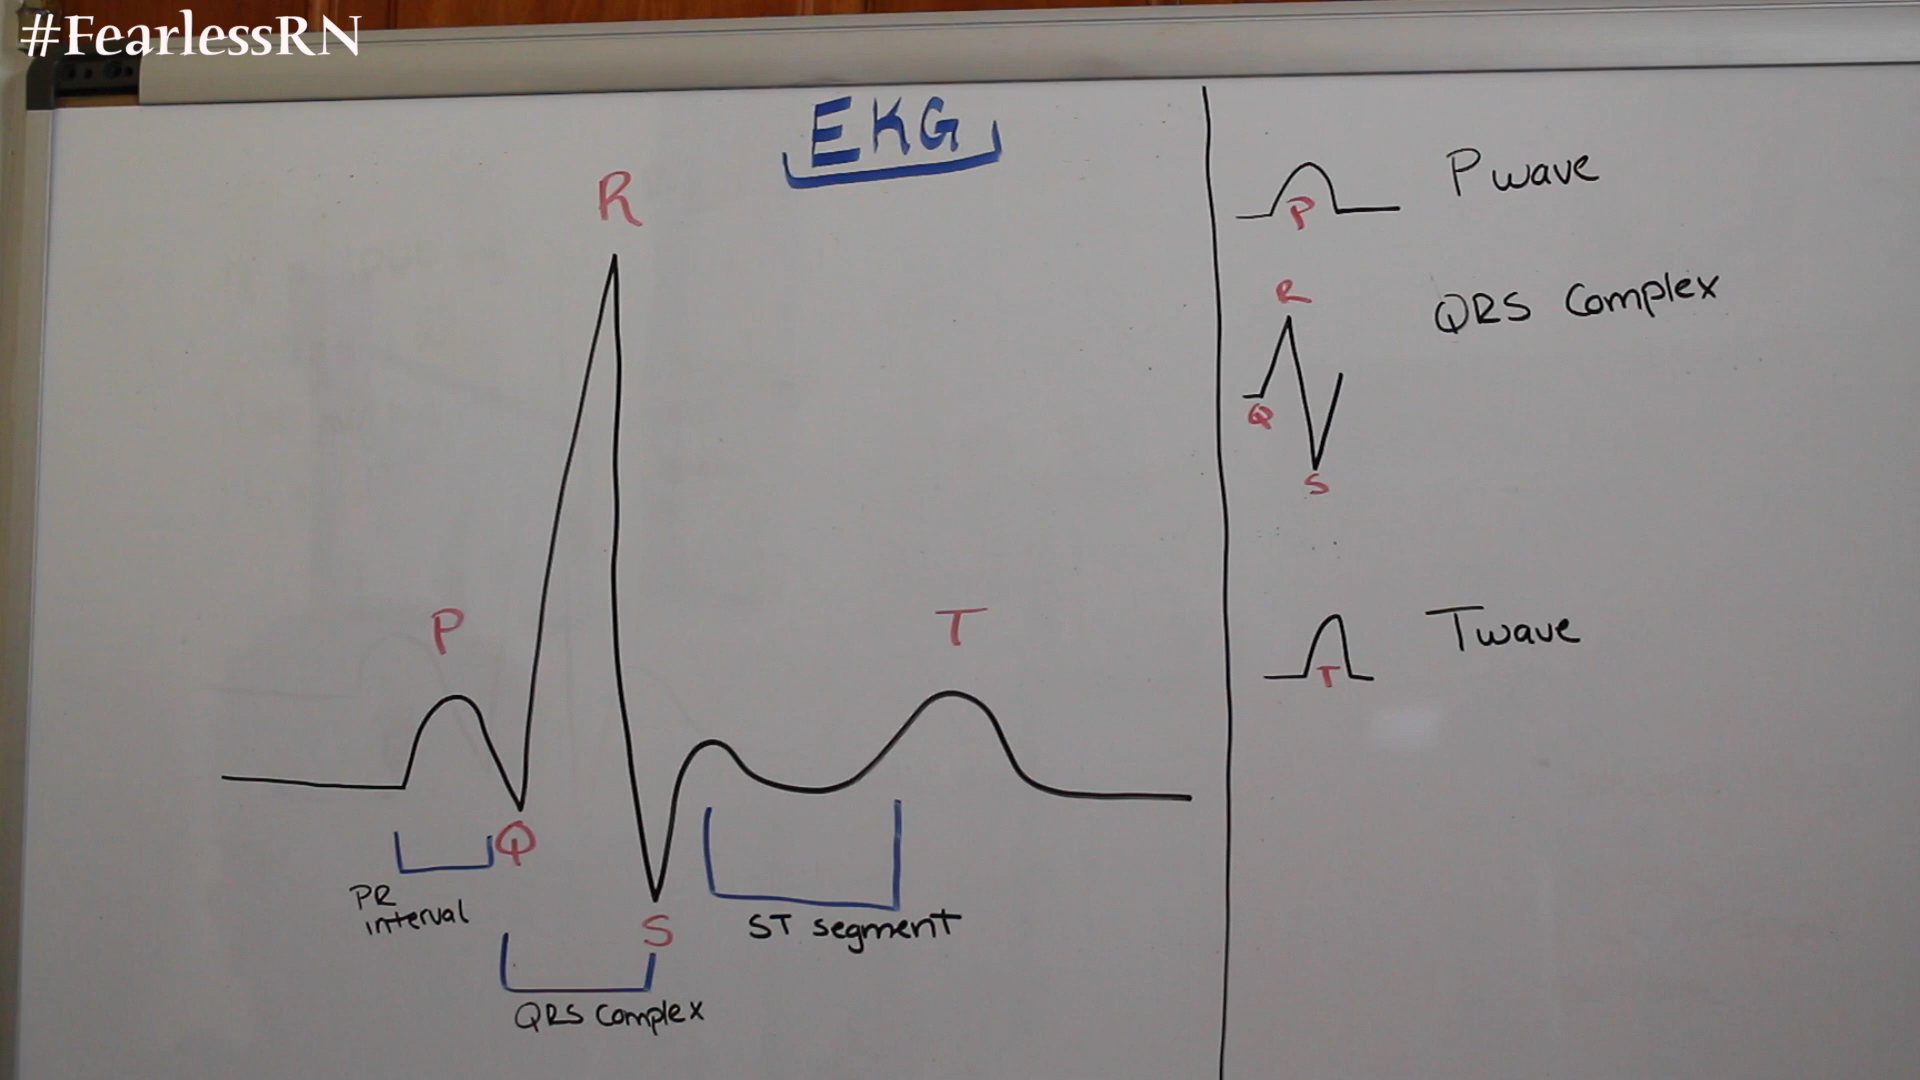 #FearlessRN
EKG
R
P
T
Q
PR
interval
S
ST segment
QRS Complex
P
P wave
R
QRS Complex
Q
S
T
T wave